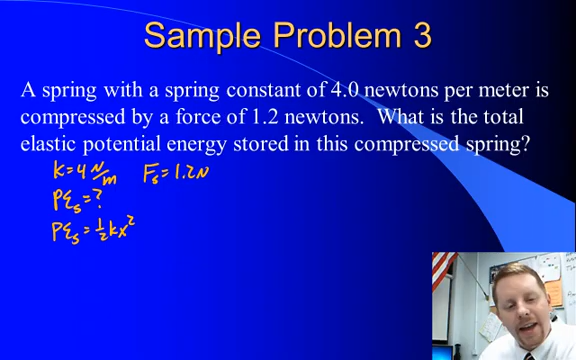 Sample Problem 3
A spring with a spring constant of 4.0 newtons per meter is
compressed by a force of 1.2 newtons.  What is the total
elastic potential energy stored in this compressed spring?
K=4 N/m   Fs=1.2N
PEs=?
PEs=½kx²